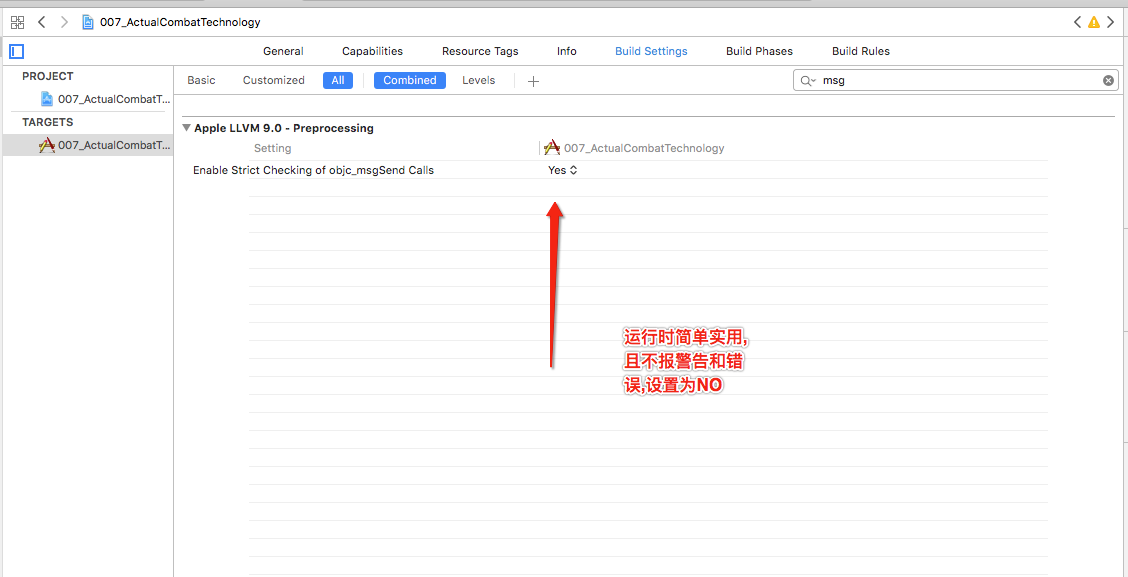 007_ActualCombatTechnology
General Capabilities Resource Tags Info Build Settings Build Phases Build Rules
PROJECT
007_ActualCombatT...
TARGETS
007_ActualCombatT...
Basic Customized All Combined Levels
msg
Apple LLVM 9.0 - Preprocessing
Setting 007_ActualCombatTechnology
Enable Strict Checking of objc_msgSend Calls Yes
运行时简单实用,
且不报警告和错
误,设置为NO